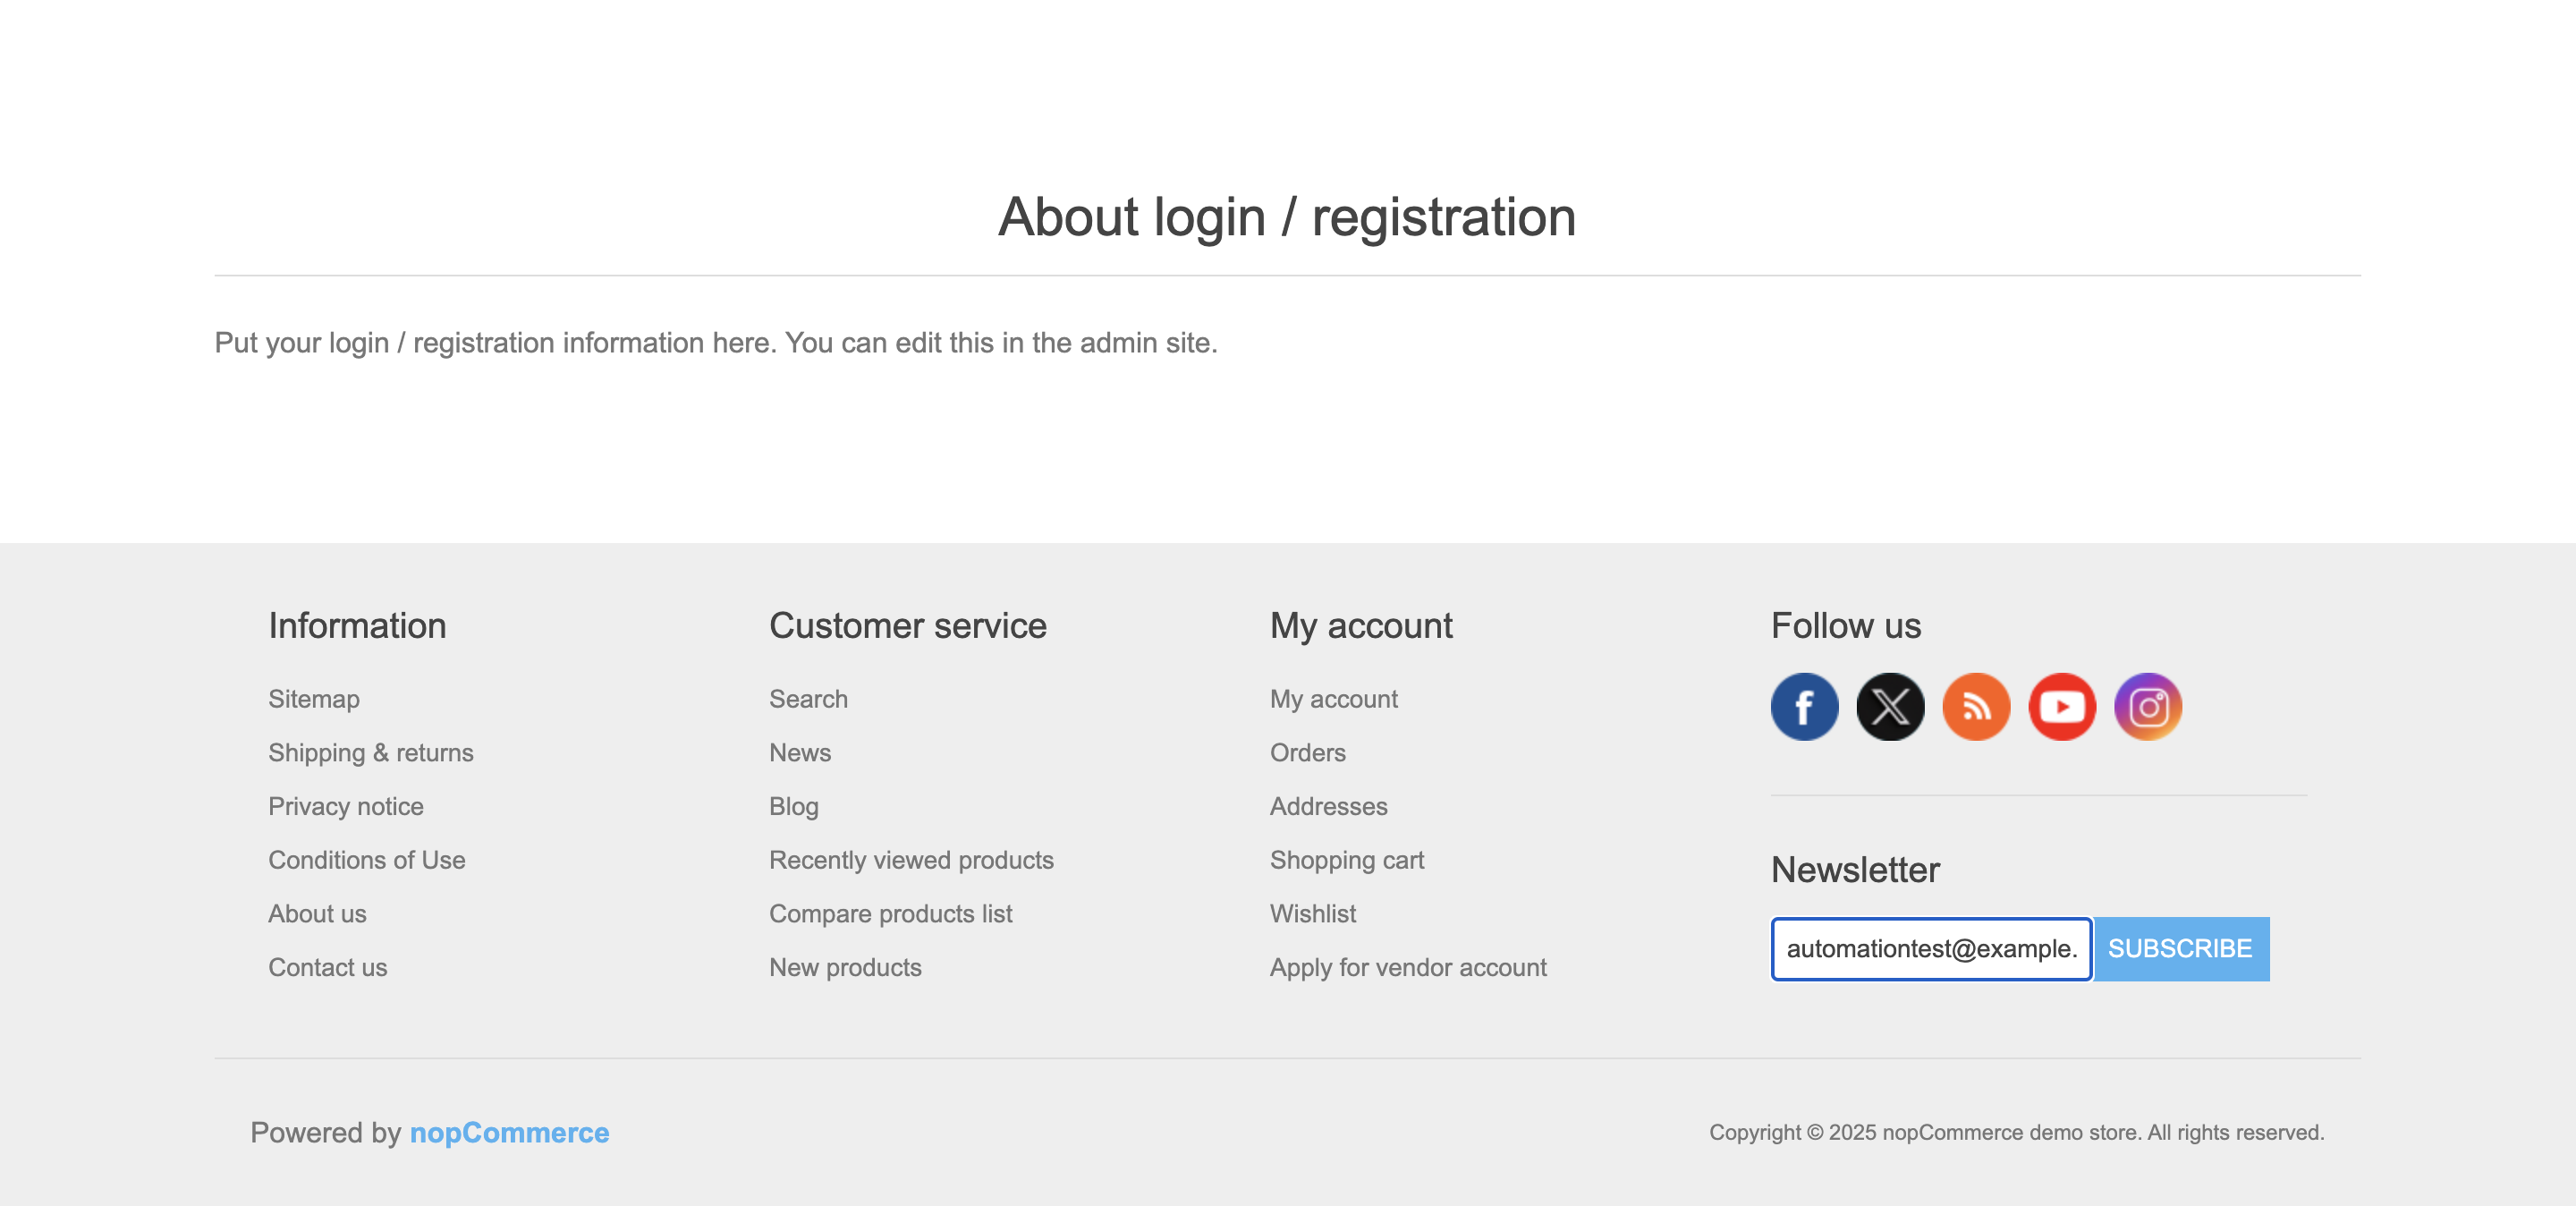 About login / registration
Put your login / registration information here. You can edit this in the admin site.
Information
Sitemap
Shipping & returns
Privacy notice
Conditions of Use
About us
Contact us
Customer service
Search
News
Blog
Recently viewed products
Compare products list
New products
My account
My account
Orders
Addresses
Shopping cart
Wishlist
Apply for vendor account
Follow us
Newsletter
automationtest@example.
SUBSCRIBE
Powered by nopCommerce
Copyright © 2025 nopCommerce demo store. All rights reserved.